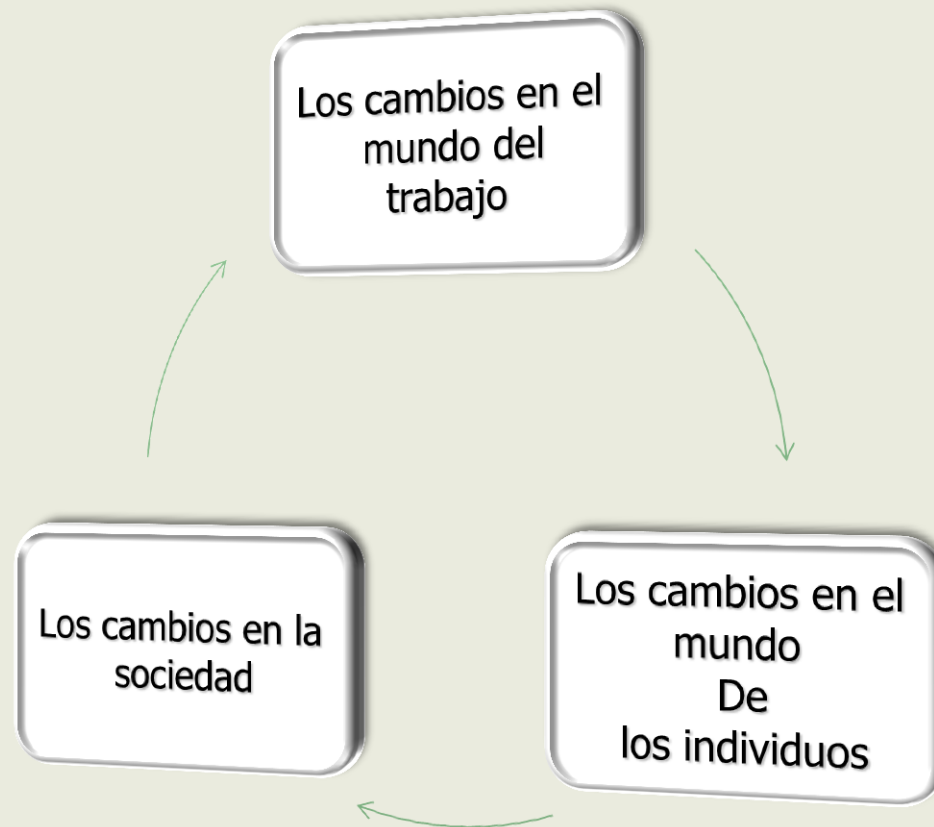 Los cambios en el
mundo del
trabajo
Los cambios en la
sociedad
Los cambios en el
mundo
De
los individuos